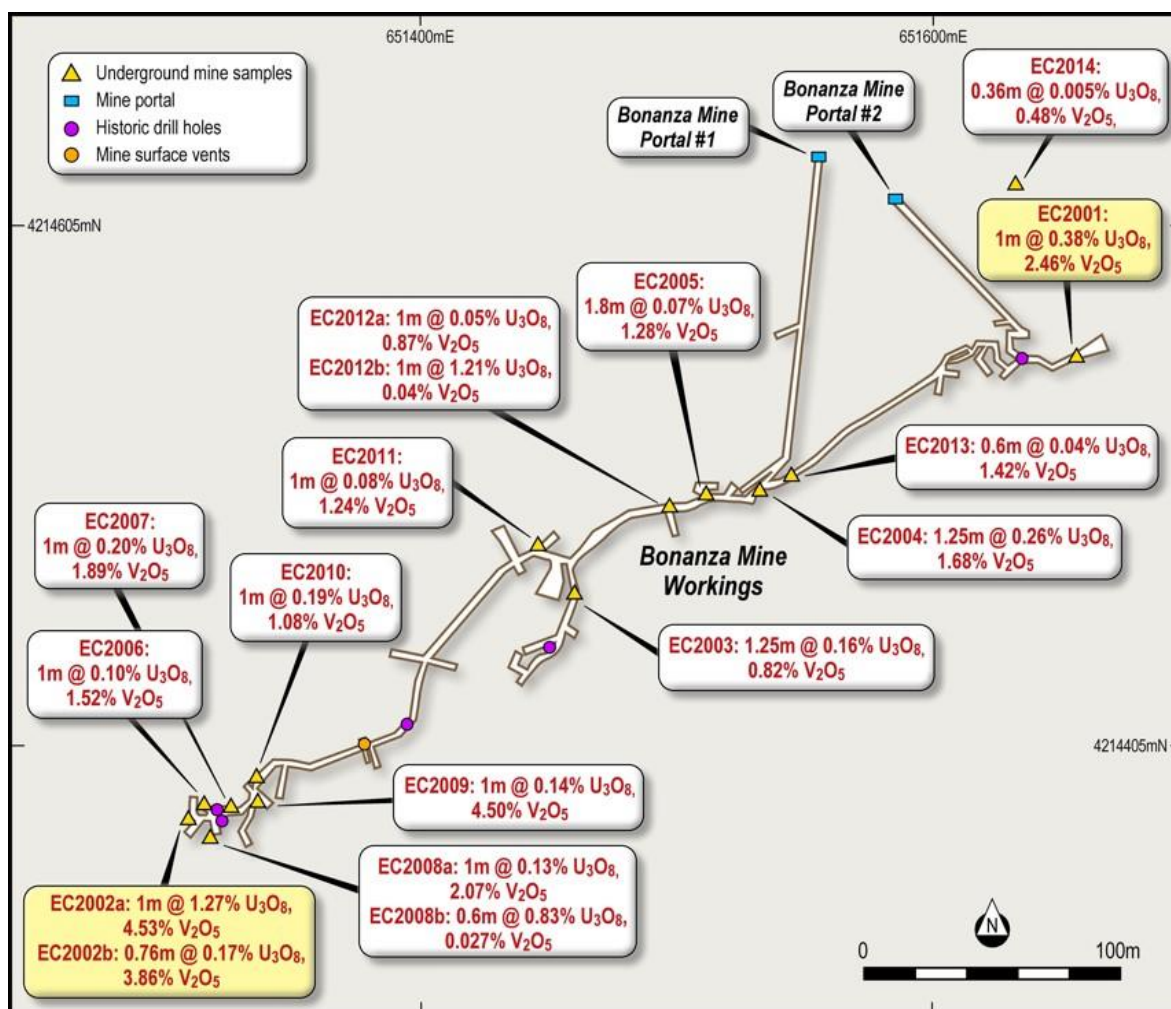 651400mE
651600mE
Underground mine samples
Mine portal
Historic drill holes
Mine surface vents
EC2014:
0.36m @ 0.005% U₃O₈,
0.48% V₂O₅,
Bonanza Mine
Portal #2
Bonanza Mine
Portal #1
4214605mN
EC2001:
1m @ 0.38% U₃O₈,
2.46% V₂O₅
EC2005:
1.8m @ 0.07% U₃O₈,
1.28% V₂O₅
EC2012a: 1m @ 0.05% U₃O₈,
0.87% V₂O₅
EC2012b: 1m @ 1.21% U₃O₈,
0.04% V₂O₅
EC2013: 0.6m @ 0.04% U₃O₈,
1.42% V₂O₅
EC2011:
1m @ 0.08% U₃O₈,
1.24% V₂O₅
EC2004: 1.25m @ 0.26% U₃O₈,
1.68% V₂O₅
Bonanza Mine
Workings
EC2007:
1m @ 0.20% U₃O₈,
1.89% V₂O₅
EC2010:
1m @ 0.19% U₃O₈,
1.08% V₂O₅
EC2003: 1.25m @ 0.16% U₃O₈,
0.82% V₂O₅
EC2006:
1m @ 0.10% U₃O₈,
1.52% V₂O₅
4214405mN
EC2009: 1m @ 0.14% U₃O₈,
4.50% V₂O₅
EC2008a: 1m @ 0.13% U₃O₈,
2.07% V₂O₅
EC2008b: 0.6m @ 0.83% U₃O₈,
0.027% V₂O₅
EC2002a: 1m @ 1.27% U₃O₈,
4.53% V₂O₅
EC2002b: 0.76m @ 0.17% U₃O₈,
3.86% V₂O₅
N
0 100m